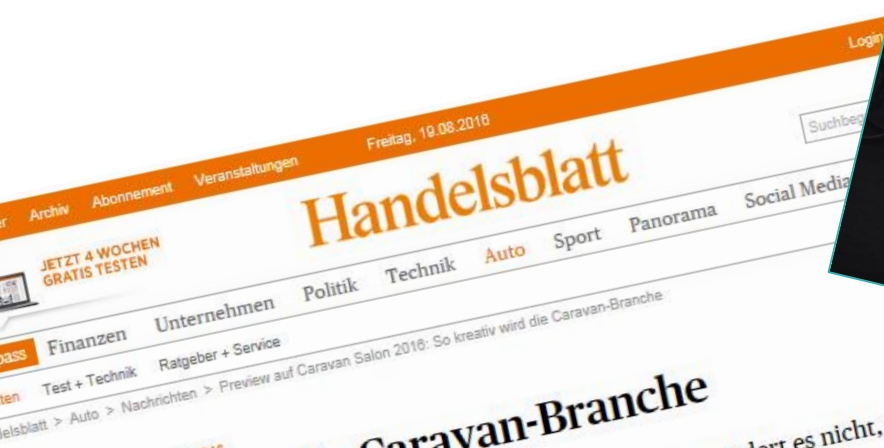 Login
Freitag, 19.08.2016
Archiv Abonnement Veranstaltungen
Handelsblatt
JETZT 4 WOCHEN
GRATIS TESTEN
Finanzen Unternehmen Politik Technik Auto Sport Panorama Social Media
Test + Technik Ratgeber + Service
> Auto > Nachrichten > Preview auf Caravan Salon 2016: So kreativ wird die Caravan-Branche
Caravan-Branche
es nicht,